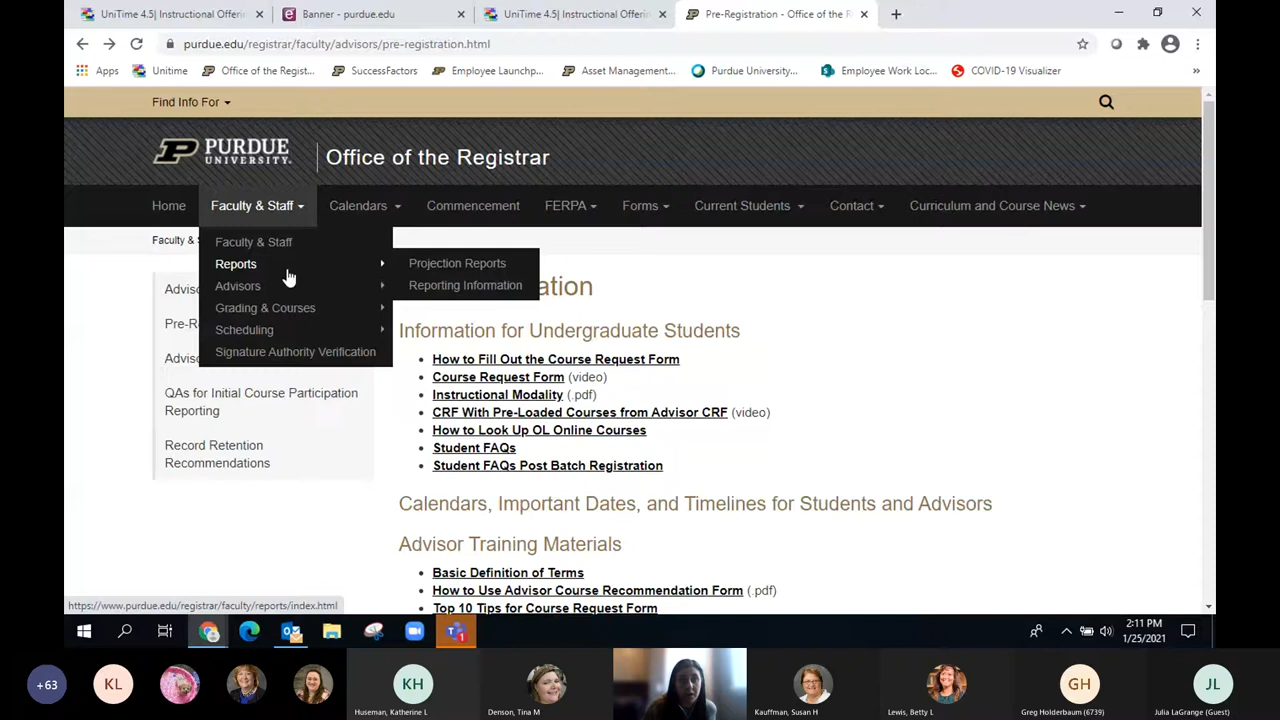 UniTime 4.5| Instructional Offerin
Banner - purdue.edu
UniTime 4.5| Instructional Offerin
Pre-Registration - Office of the R
purdue.edu/registrar/faculty/advisors/pre-registration.html
Apps
Unitime
Office of the Regist...
SuccessFactors
Employee Launchp...
Asset Management...
Purdue University...
Employee Work Loc...
COVID-19 Visualizer
Find Info For
PURDUE
UNIVERSITY
Office of the Registrar
Home
Faculty & Staff
Calendars
Commencement
FERPA
Forms
Current Students
Contact
Curriculum and Course News
Faculty & S
Faculty & Staff
Reports
Advisors
Grading & Courses
Scheduling
Signature Authority Verification
Projection Reports
Reporting Information
Adviso
Pre-R
Adviso
QAs for Initial Course Participation
Reporting
Record Retention
Recommendations
ation
Information for Undergraduate Students
How to Fill Out the Course Request Form
Course Request Form (video)
Instructional Modality (.pdf)
CRF With Pre-Loaded Courses from Advisor CRF (video)
How to Look Up OL Online Courses
Student FAQs
Student FAQs Post Batch Registration
Calendars, Important Dates, and Timelines for Students and Advisors
Advisor Training Materials
Basic Definition of Terms
How to Use Advisor Course Recommendation Form (.pdf)
Top 10 Tips for Course Request Form
https://www.purdue.edu/registrar/faculty/reports/index.html
2:11 PM
1/25/2021
+63
KL
KH
Huseman, Katherine L
Denson, Tina M
Kauffman, Susan H
Lewis, Betty L
GH
Greg Holderbaum (6739)
JL
Julia LaGrange (Guest)